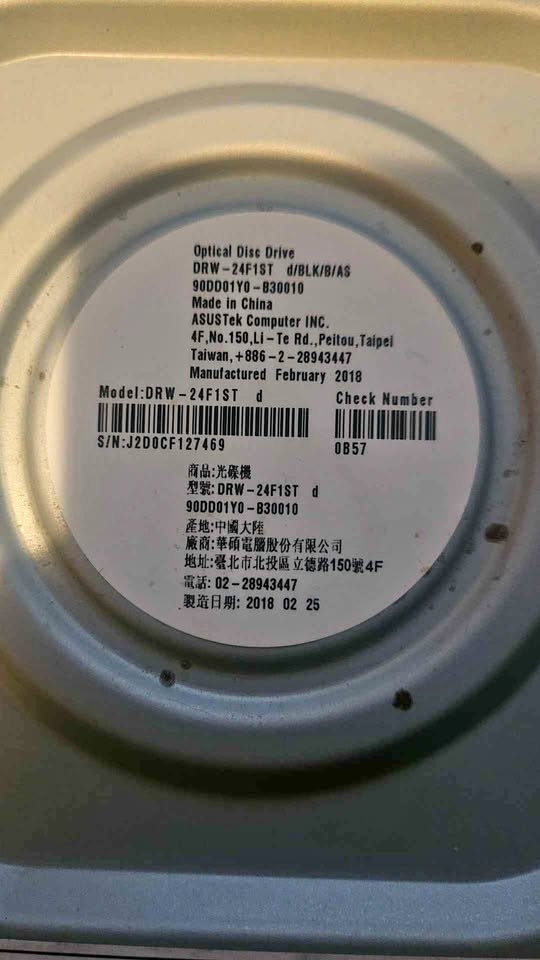 Optical Disc Drive
DRW-24F1ST d/BLK/B/AS
90DD01Y0-B30010
Made in China
ASUSTek Computer INC.
4F,No.150,Li-Te Rd.,Peitou,Taipei
Taiwan,+886-2-28943447
Manufactured February 2018
Model:DRW-24F1ST d
Check Number
S/N:J2D0CF127469
0B57
商品:光碟機
型號:DRW-24F1ST d
90DD01Y0-B30010
產地:中國大陸
廠商:華碩電腦股份有限公司
地址:臺北市北投區立德路150號4F
電話: 02-28943447
製造日期: 2018 02 25